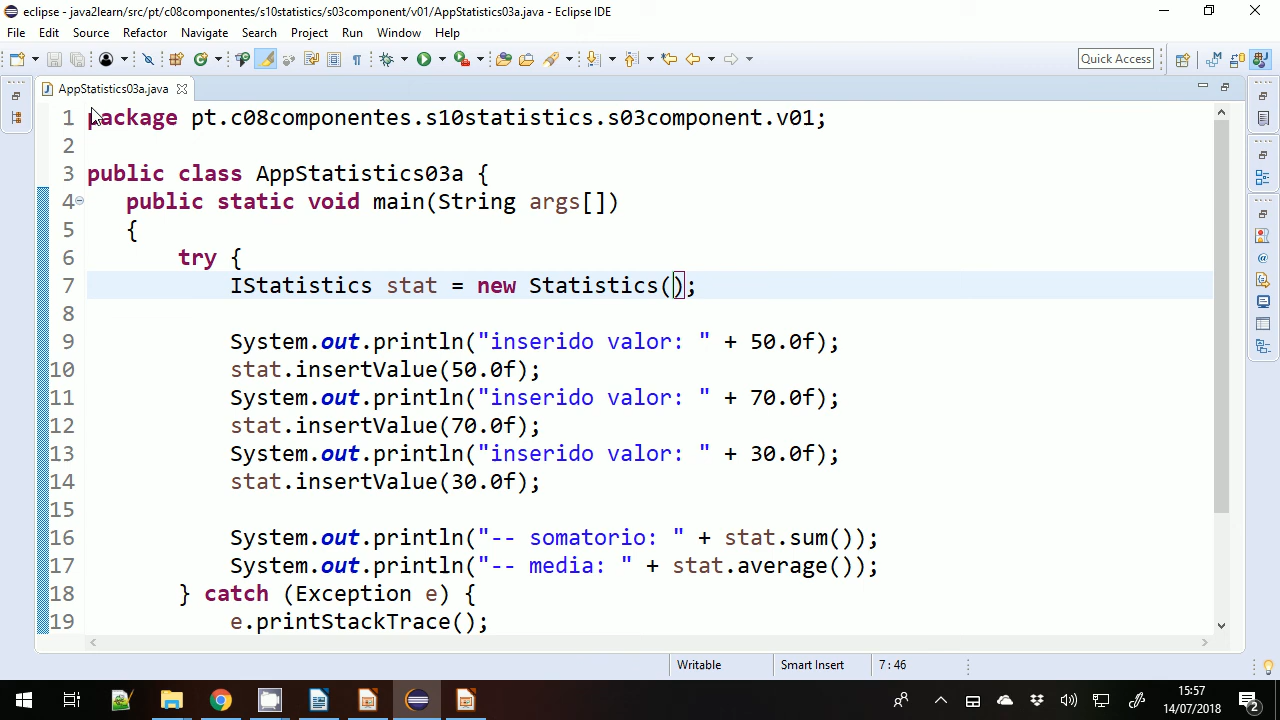 eclipse - java2learn/src/pt/c08componentes/s10statistics/s03component/v01/AppStatistics03a.java - Eclipse IDE
File Edit Source Refactor Navigate Search Project Run Window Help
Quick Access
AppStatistics03a.java
1 package pt.c08componentes.s10statistics.s03component.v01;
2
3 public class AppStatistics03a {
4 public static void main(String args[])
5 {
6 try {
7 IStatistics stat = new Statistics();
8
9 System.out.println("inserido valor: " + 50.0f);
10 stat.insertValue(50.0f);
11 System.out.println("inserido valor: " + 70.0f);
12 stat.insertValue(70.0f);
13 System.out.println("inserido valor: " + 30.0f);
14 stat.insertValue(30.0f);
15
16 System.out.println("-- somatorio: " + stat.sum());
17 System.out.println("-- media: " + stat.average());
18 } catch (Exception e) {
19 e.printStackTrace();
Writable Smart Insert 7 : 46
15:57
14/07/2018
2